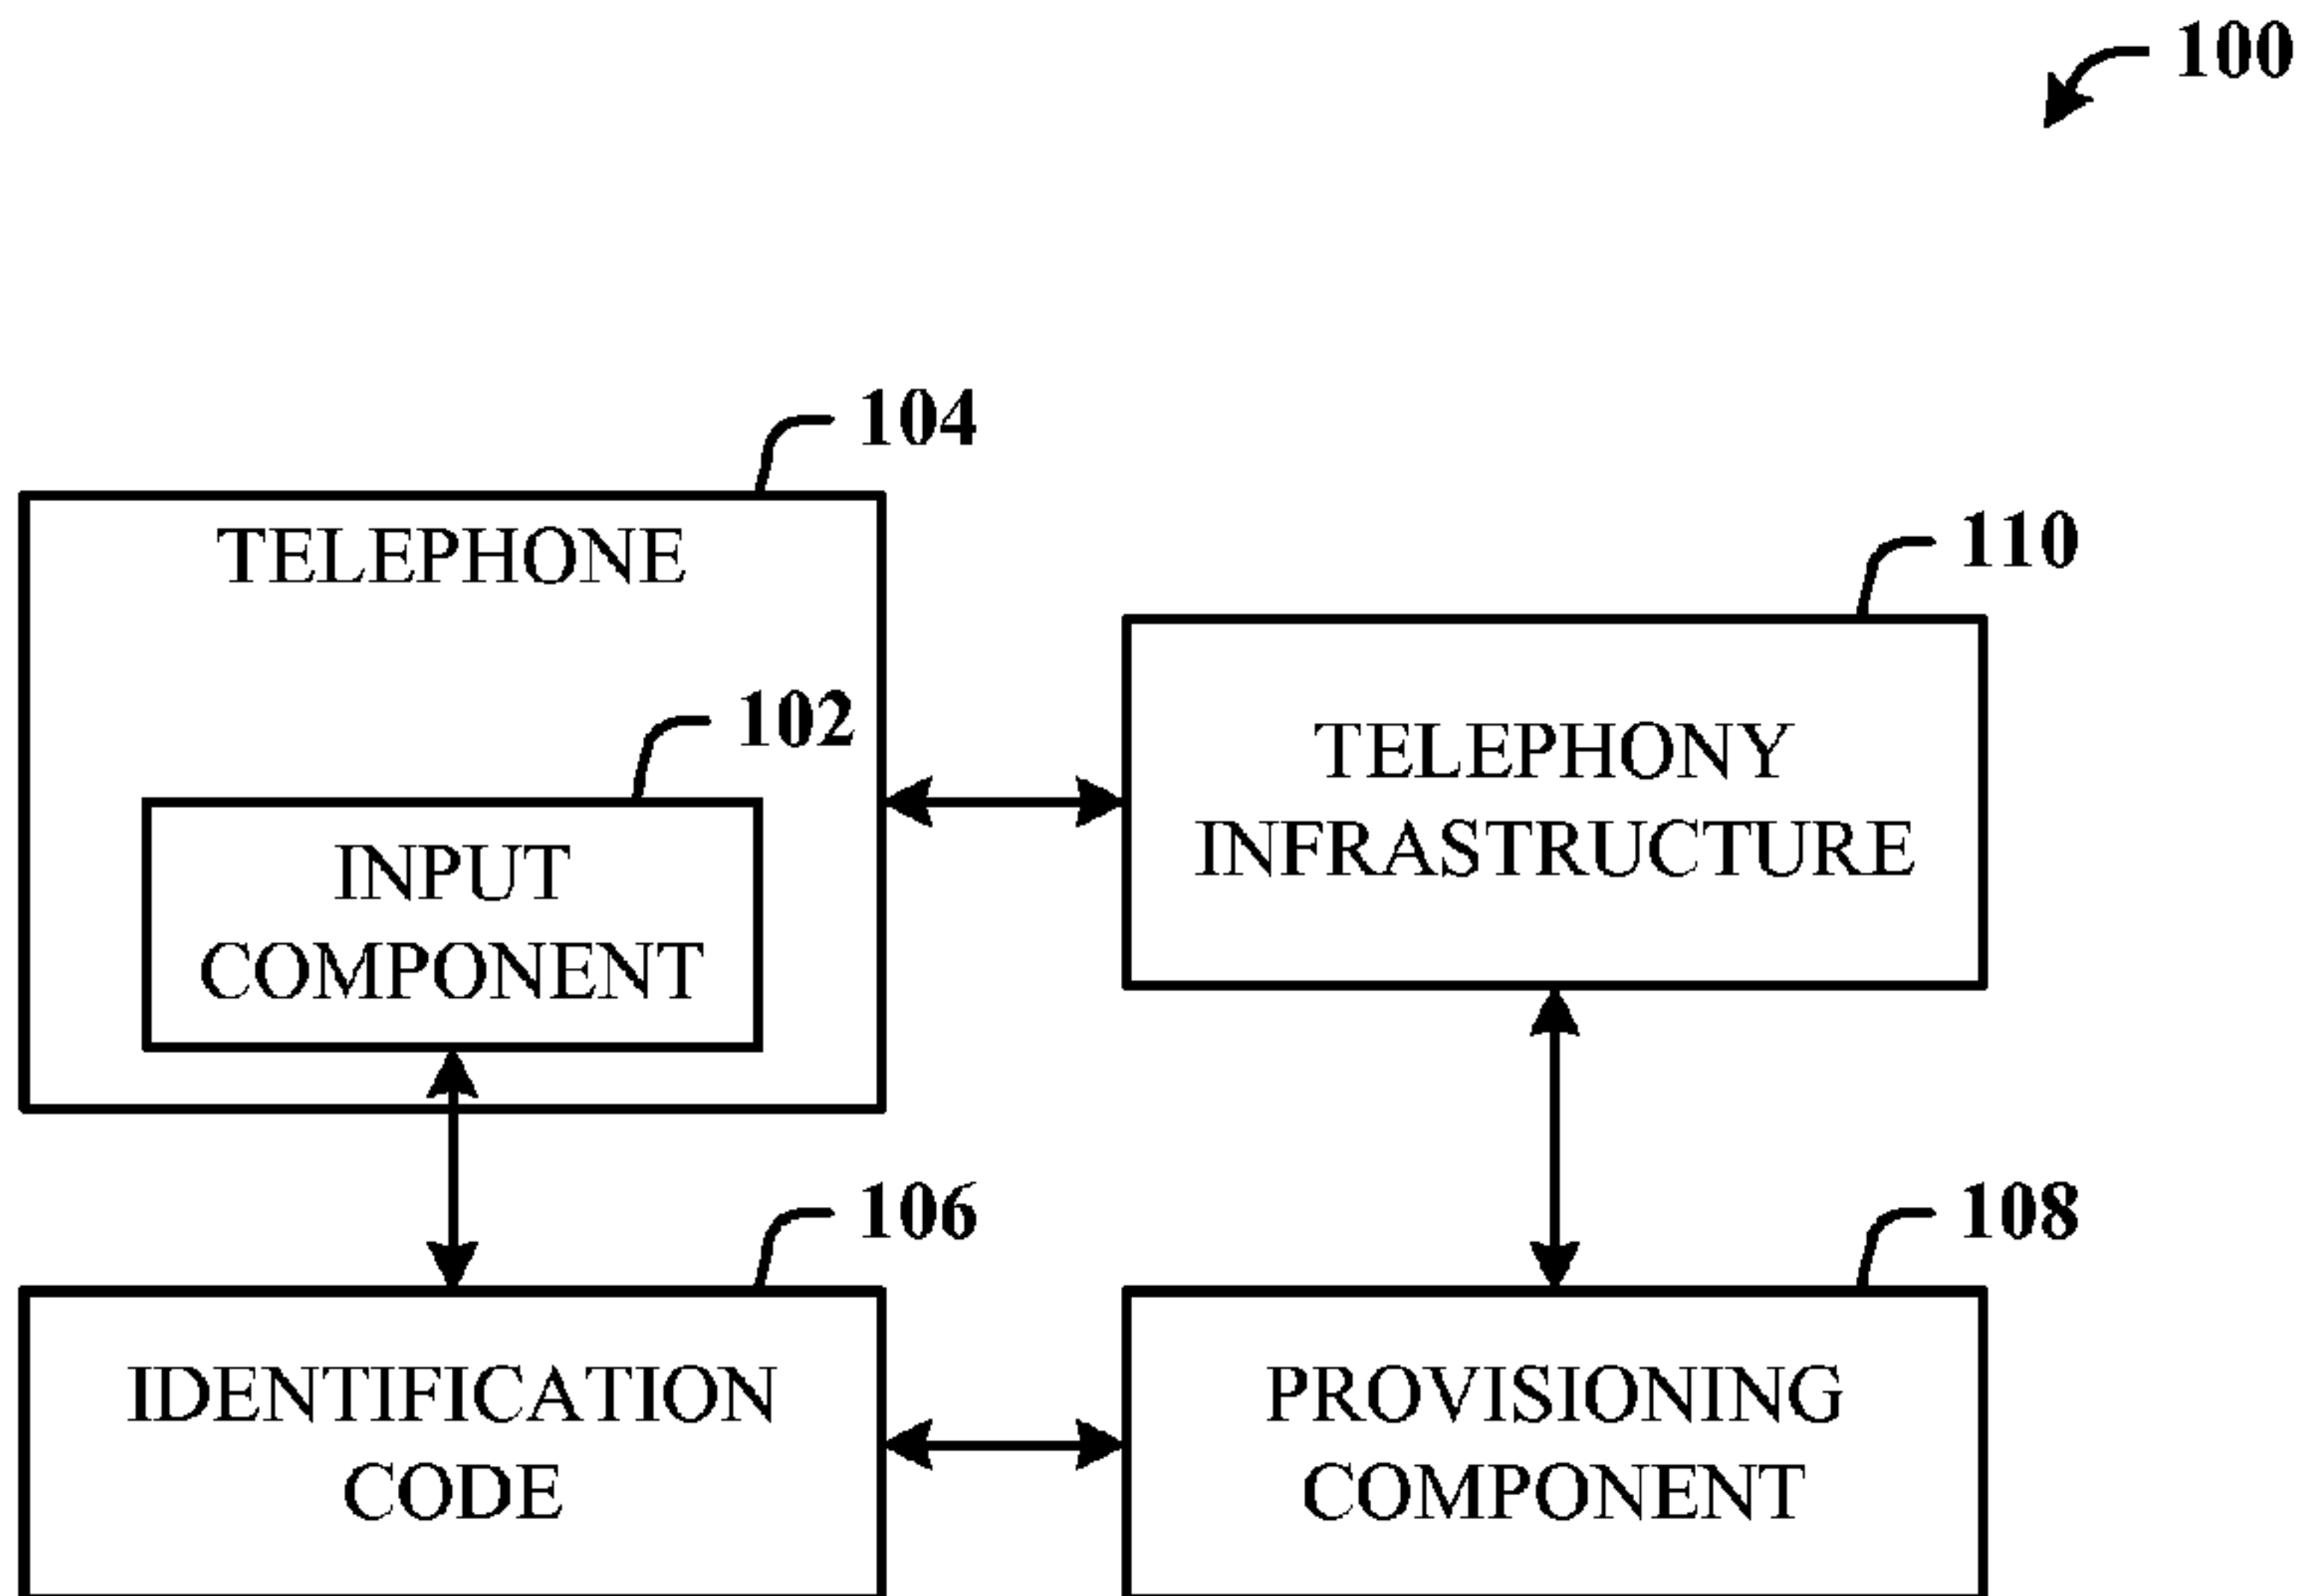 100
104
TELEPHONE
110
102
TELEPHONY
INFRASTRUCTURE
INPUT
COMPONENT
106
108
IDENTIFICATION
CODE
PROVISIONING
COMPONENT